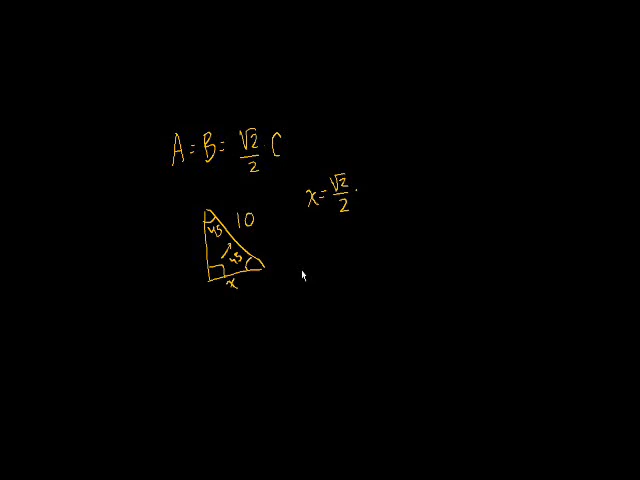 A = B = √2/2 · C
x = √2/2 ·
10
45
45
x